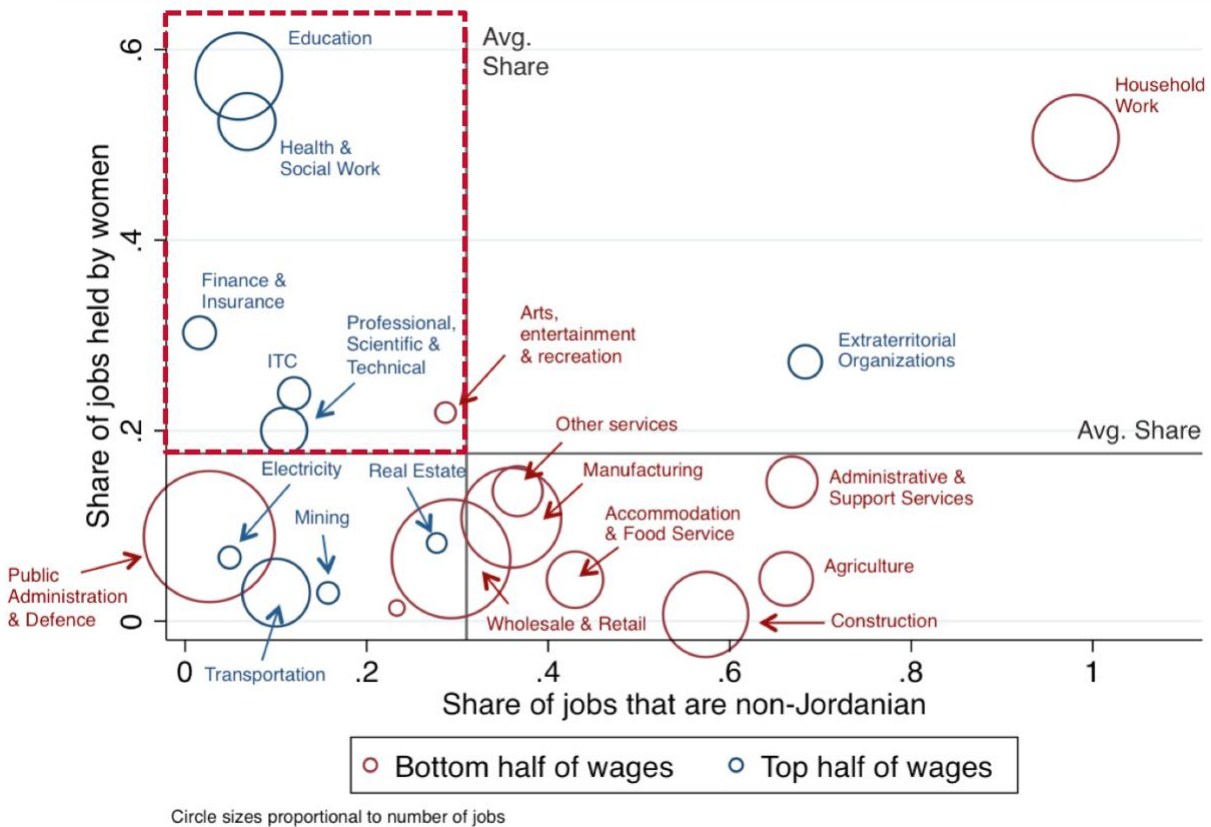 Share of jobs held by women
.6
.4
.2
0
Education
Health &
Social Work
Avg.
Share
Household
Work
Finance &
Insurance
ITC
Professional,
Scientific &
Technical
Arts,
entertainment
& recreation
Extraterritorial
Organizations
Other services
Avg. Share
Electricity
Mining
Real Estate
Manufacturing
Accommodation
& Food Service
Administrative &
Support Services
Public
Administration
& Defence
Agriculture
Wholesale & Retail
Construction
Transportation
0 .2 .4 .6 .8 1
Share of jobs that are non-Jordanian
Bottom half of wages
Top half of wages
Circle sizes proportional to number of jobs